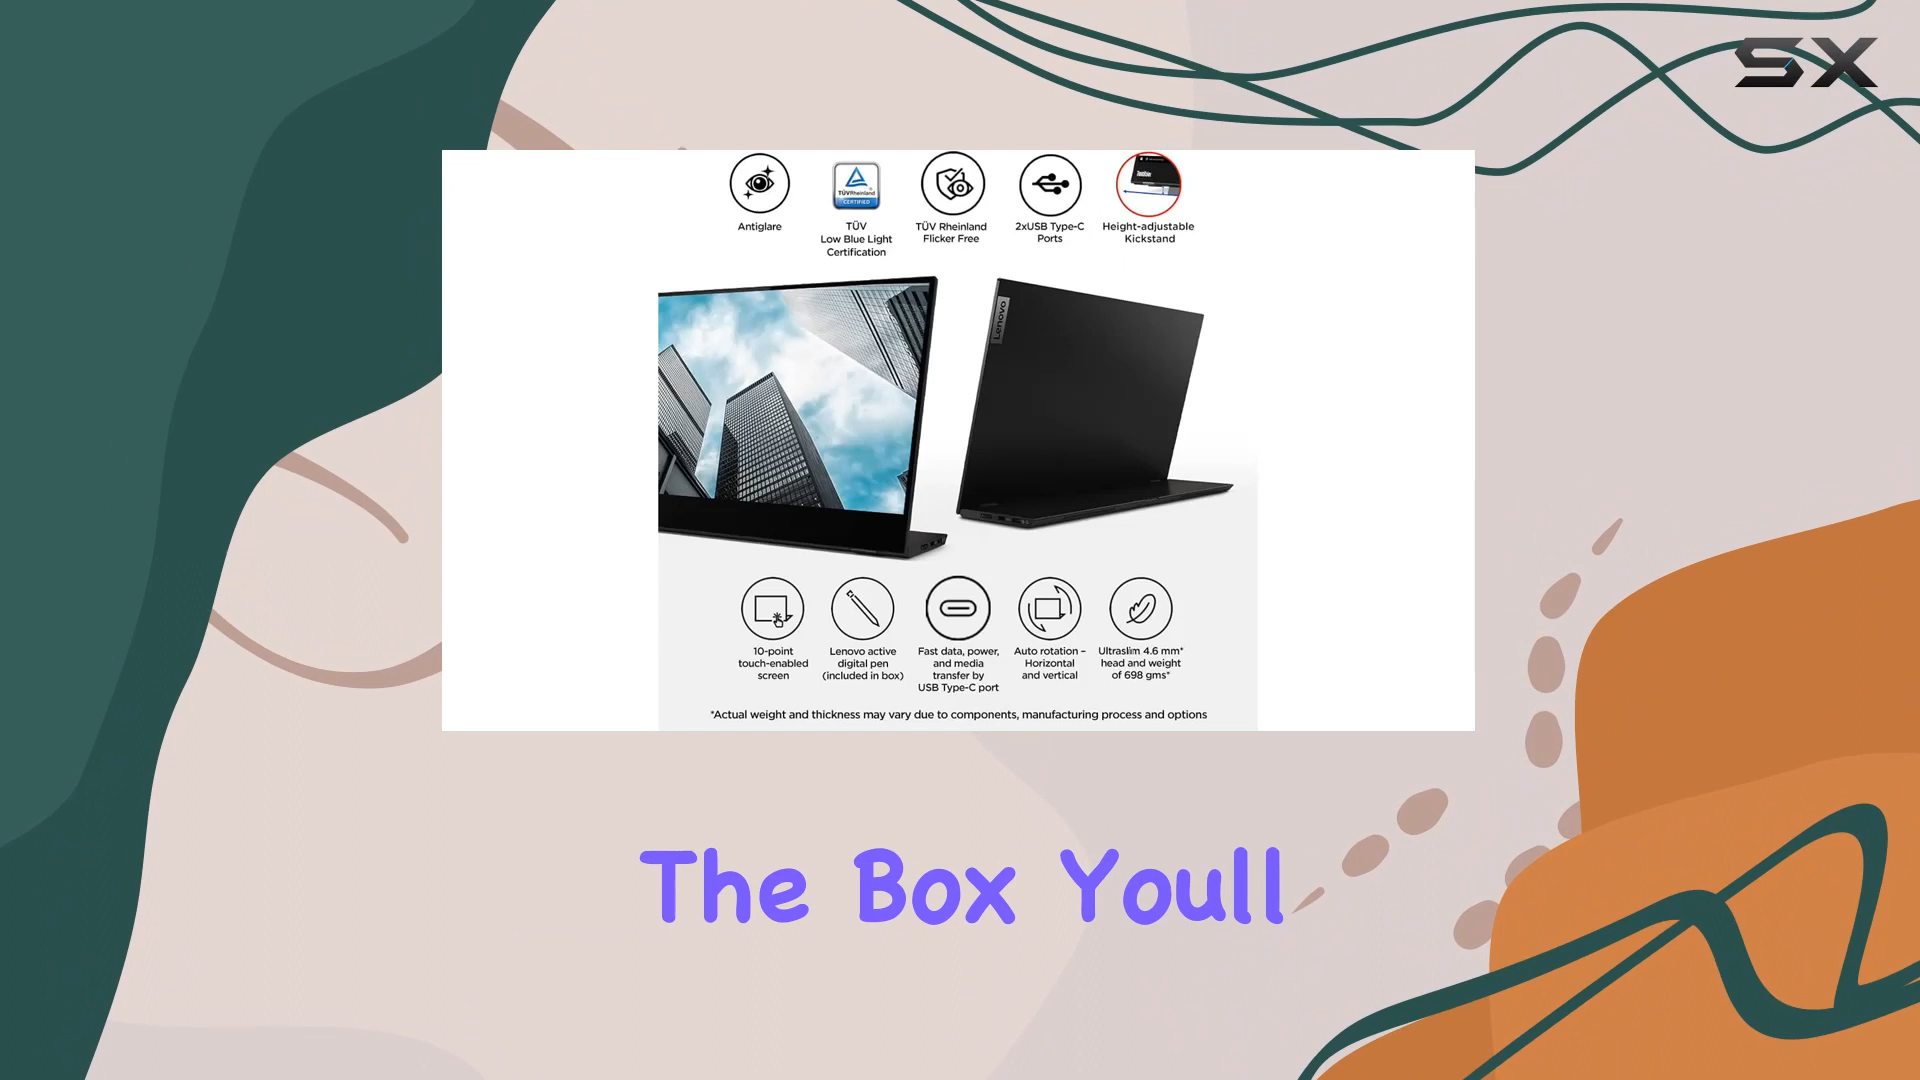 SX
Antiglare
TÜVRheinland
CERTIFIED
TÜV
Low Blue Light
Certification
TÜV Rheinland
Flicker Free
2xUSB Type-C
Ports
Height-adjustable
Kickstand
Lenovo
10-point
touch-enabled
screen
Lenovo active
digital pen
(included in box)
Fast data, power,
and media
transfer by
USB Type-C port
Auto rotation –
Horizontal
and vertical
Ultraslim 4.6 mm*
head and weight
of 698 gms*
*Actual weight and thickness may vary due to components, manufacturing process and options
The Box Youll